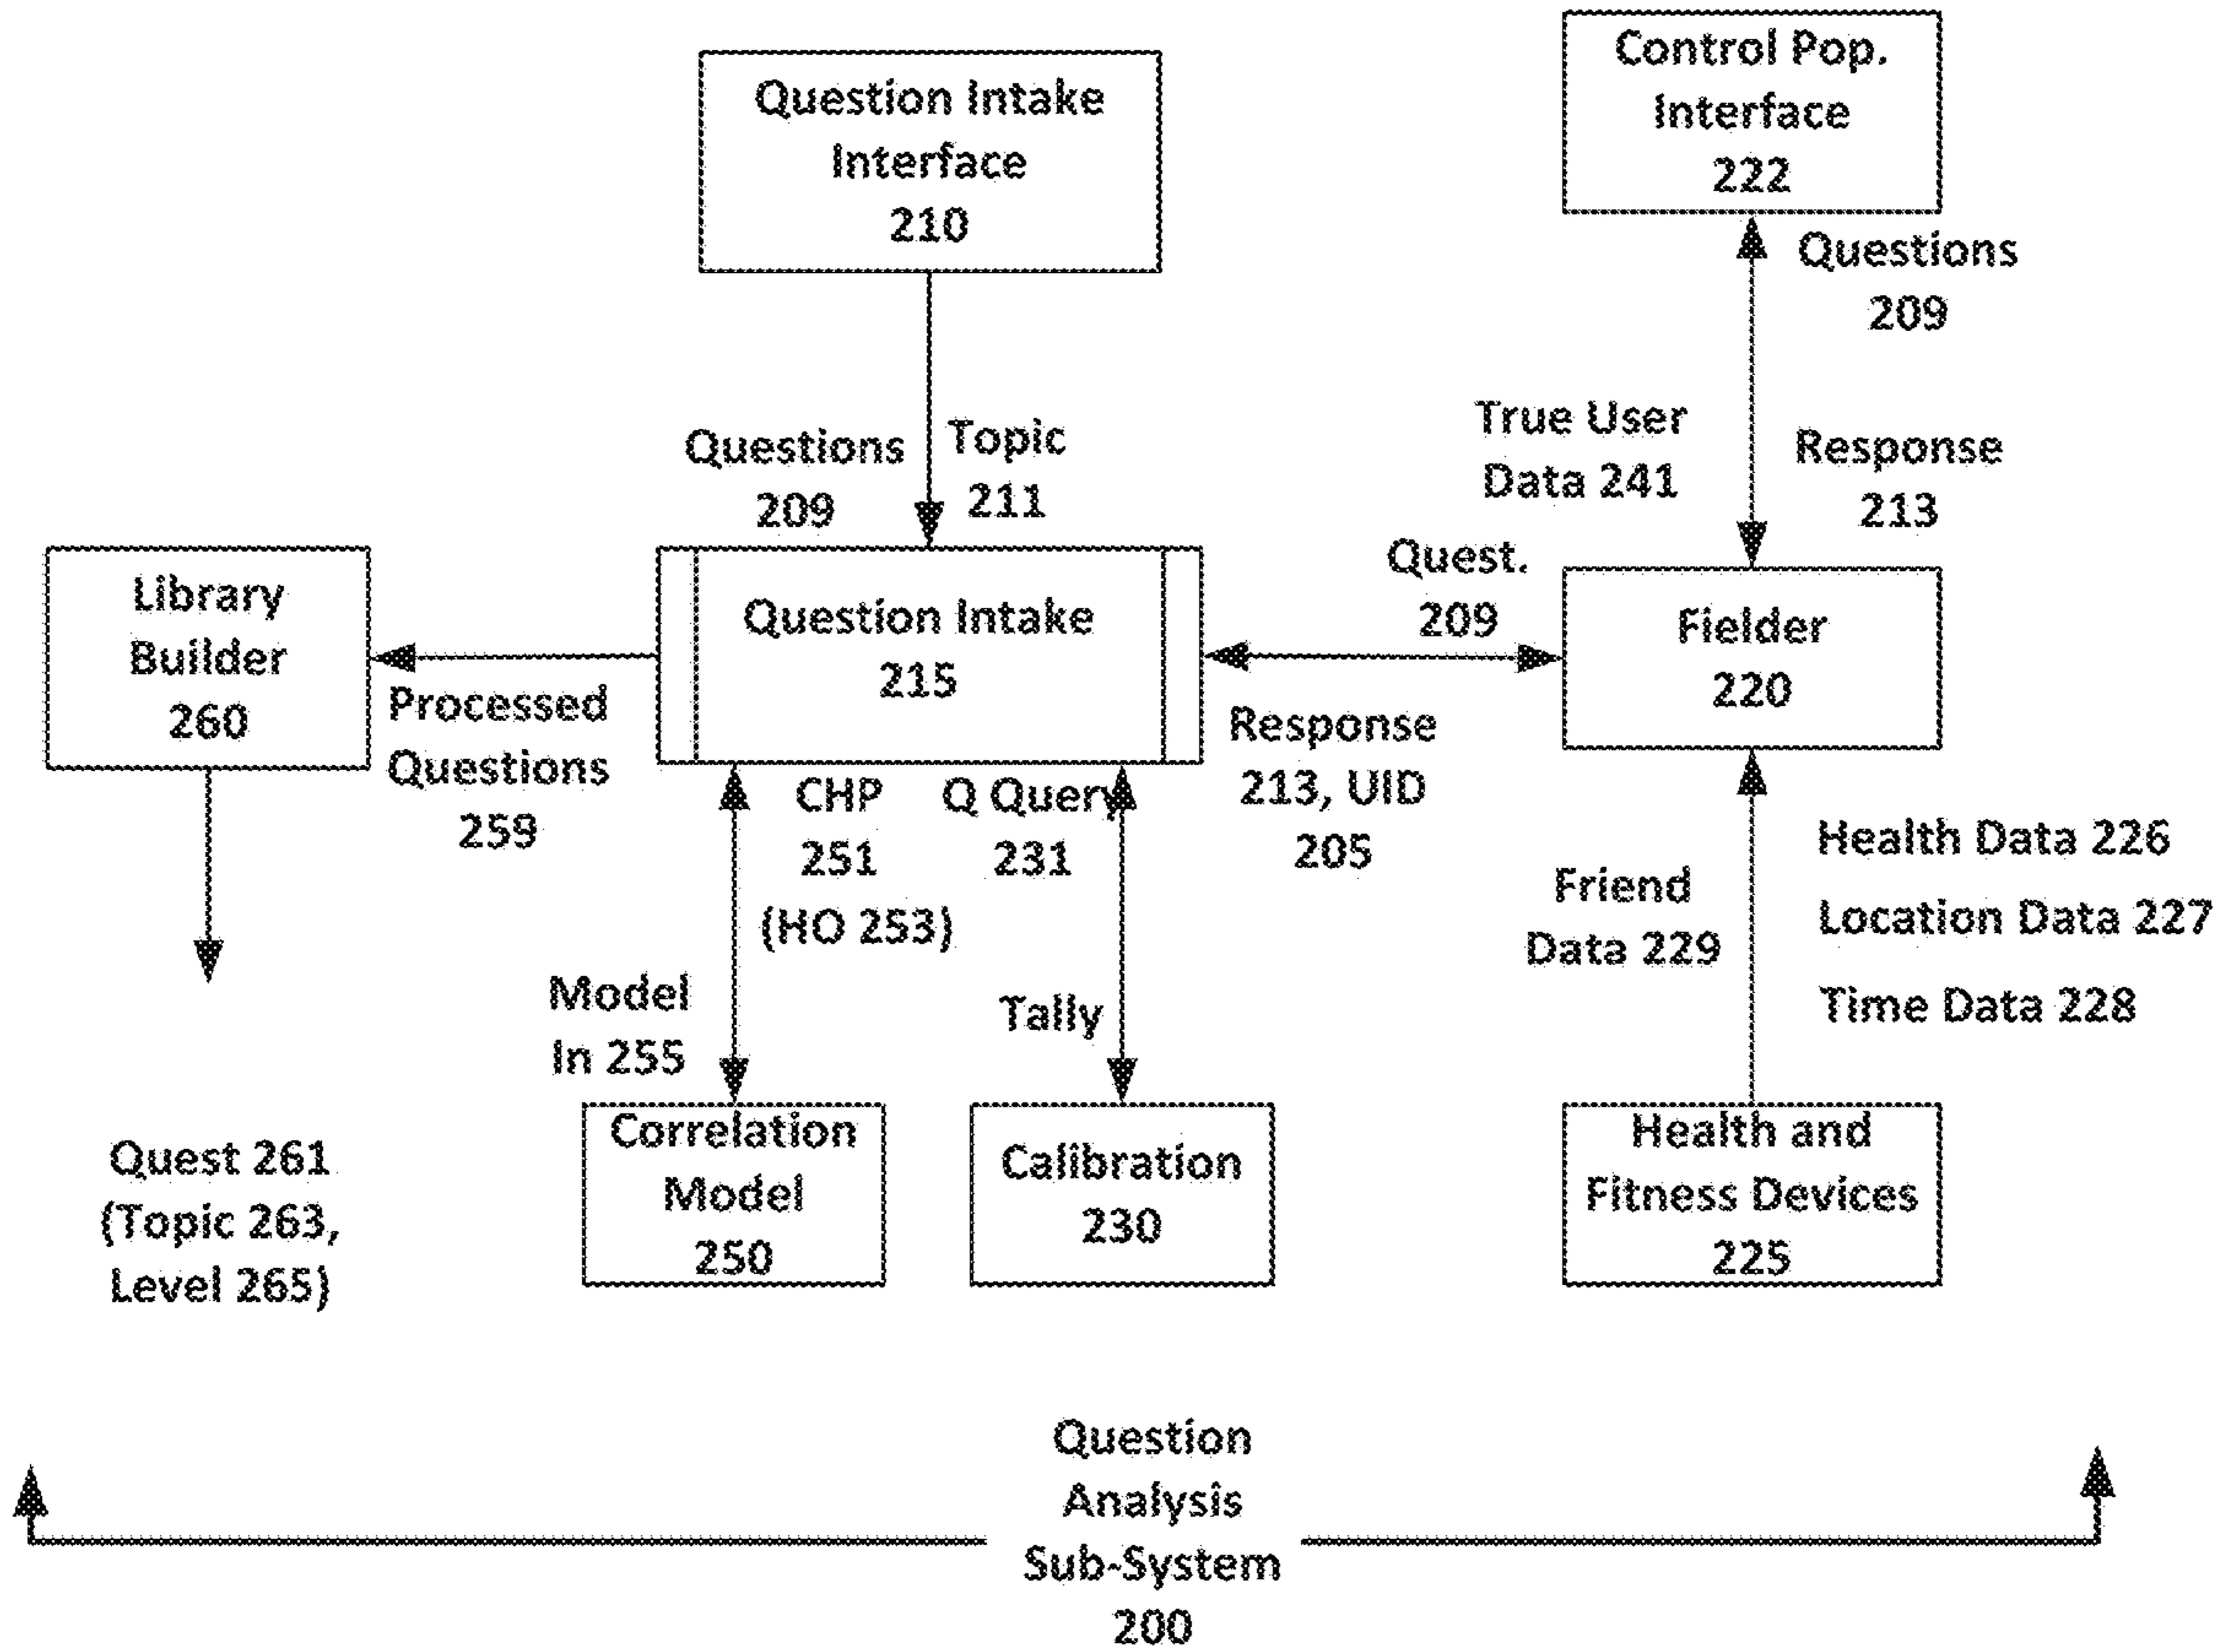 Question Intake
Interface
210
Control Pop.
Interface
222
Questions
209
Questions
209
Topic
211
True User
Data 241
Response
213
Library
Builder
260
Question Intake
215
Quest.
209
Fielder
220
Processed
Questions
259
Response
213, UID
205
CHP
251
(HO 253)
Q Query
231
Model
In 255
Tally
Friend
Data 229
Health Data 226
Location Data 227
Time Data 228
Quest 261
(Topic 263,
Level 265)
Correlation
Model
250
Calibration
230
Health and
Fitness Devices
225
Question
Analysis
Sub-System
200